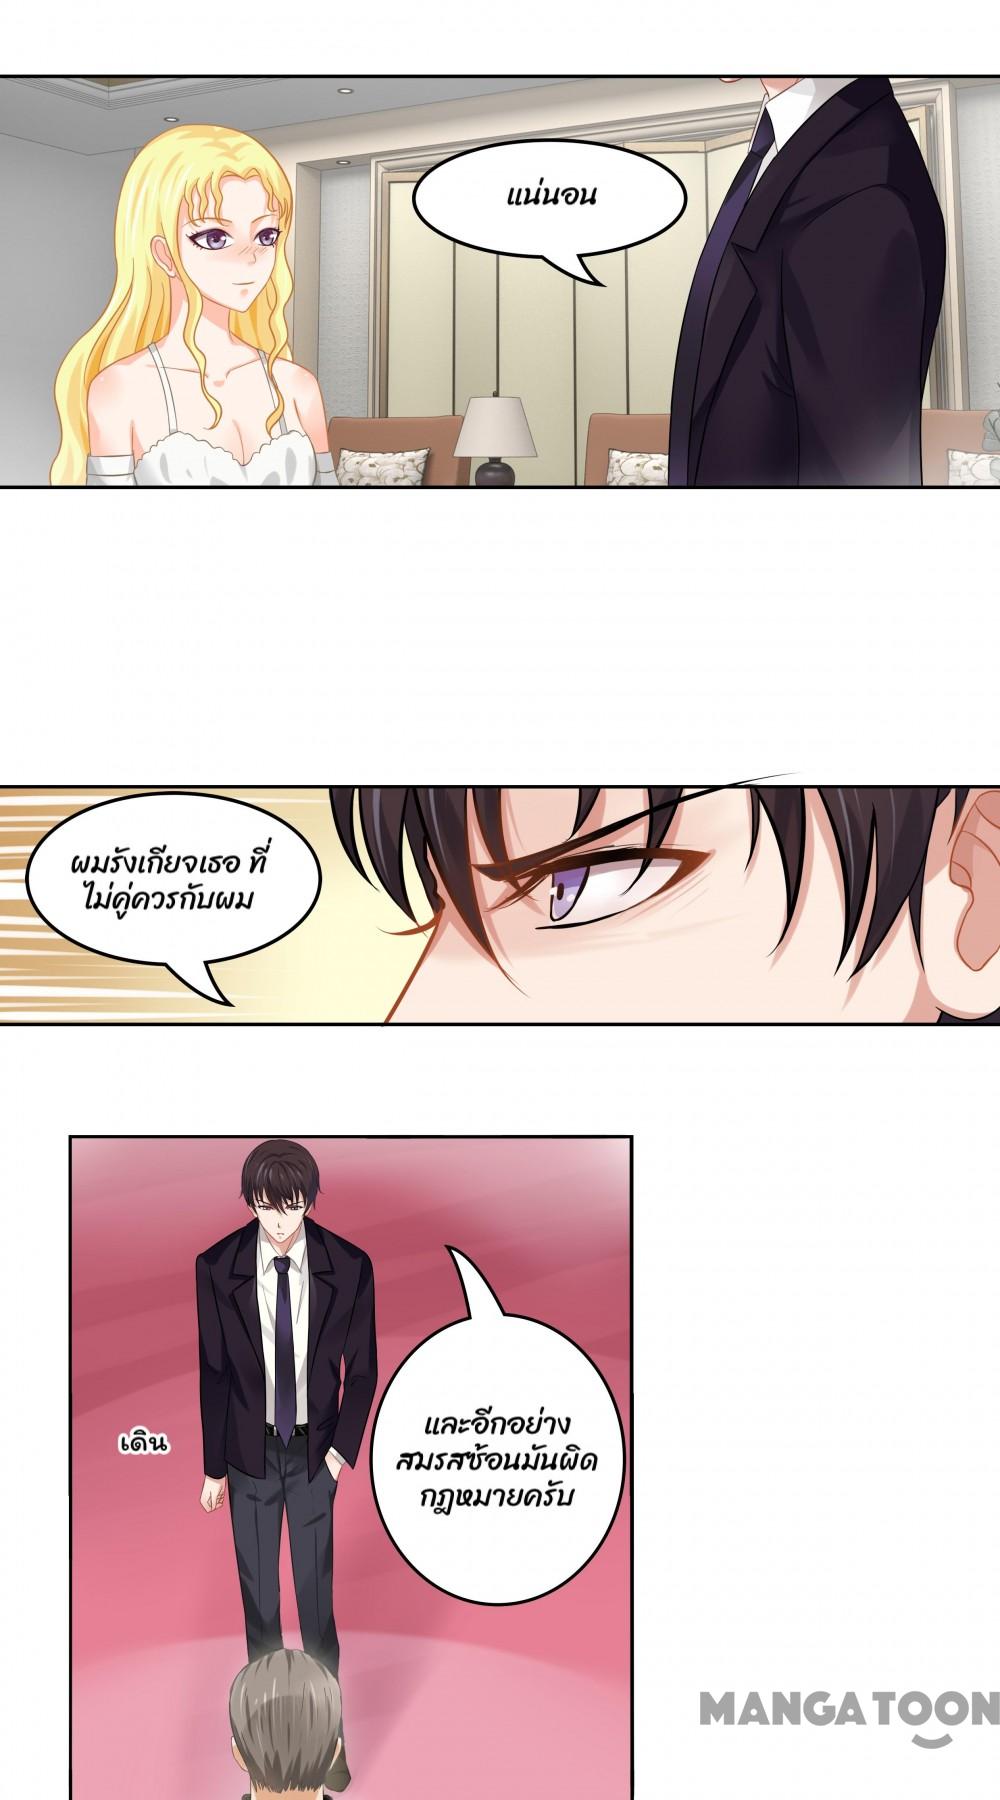 แน่นอน
ผมรังเกียจเธอ ที่
ไม่คู่ควรกับผม
และอีกอย่าง
สมรสซ้อนมันผิด
กฎหมายครับ
เดิน
MANGATOON